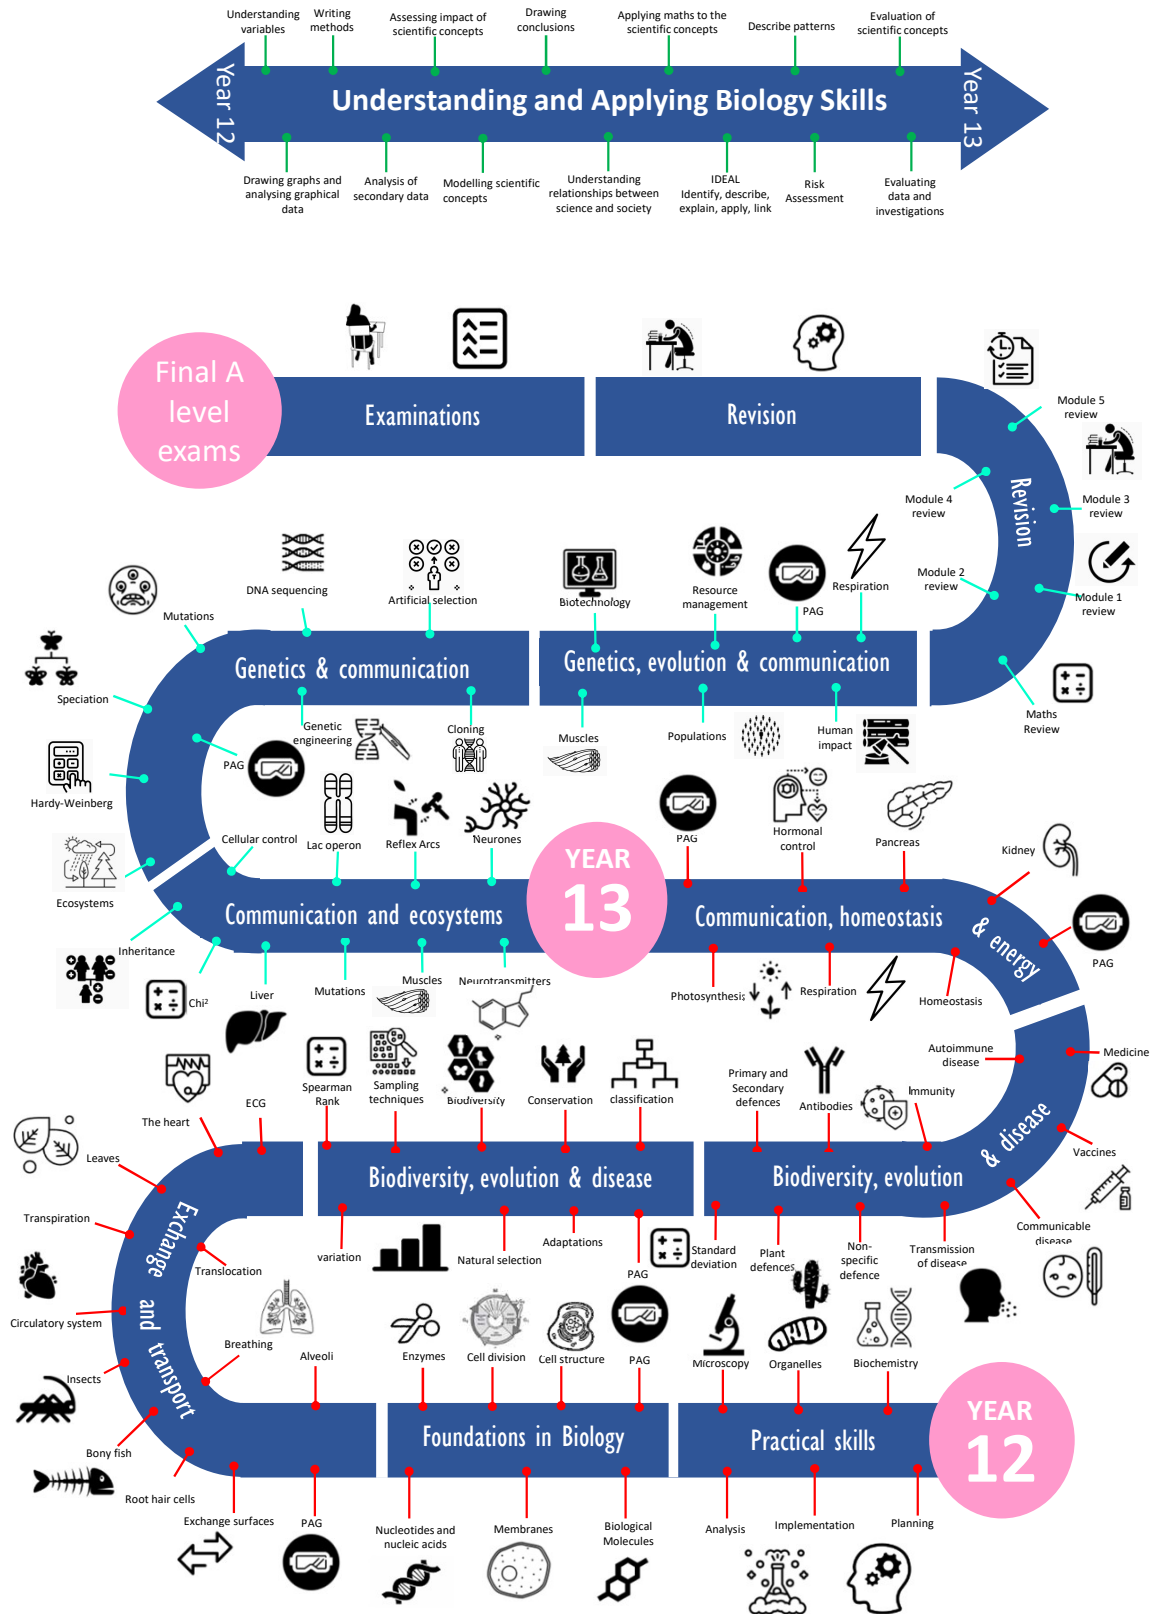 Understanding
variables
Writing
methods
Assessing impact of
scientific concepts
Drawing
conclusions
Applying maths to the
scientific concepts
Describe patterns
Evaluation of
scientific concepts
Year 12
Understanding and Applying Biology Skills
Year 13
Drawing graphs and
analysing graphical
data
Analysis of
secondary data
Modelling scientific
concepts
Understanding
relationships between
science and society
IDEAL
Identify, describe,
explain, apply, link
Risk
Assessment
Evaluating
data and
investigations
Final A
level
exams
Examinations
Revision
Revision
Module 5
review
Module 4
review
Module 3
review
Module 2
review
Module 1
review
Maths
Review
Mutations
DNA sequencing
Artificial selection
Biotechnology
Resource
management
PAG
Respiration
Genetics & communication
Genetics, evolution & communication
Speciation
Genetic
engineering
Cloning
Muscles
Populations
Human
impact
PAG
Hardy-Weinberg
Cellular control
Lac operon
Reflex Arcs
Neurones
PAG
Hormonal
control
Pancreas
Kidney
Ecosystems
Communication and ecosystems
YEAR
13
Communication, homeostasis
& energy
PAG
Inheritance
Chi²
Liver
Mutations
Muscles
Neurotransmitters
Photosynthesis
Respiration
Homeostasis
Autoimmune
disease
Medicine
The heart
ECG
Spearman
Rank
Sampling
techniques
Biodiversity
Conservation
classification
Primary and
Secondary
defences
Antibodies
Immunity
Vaccines
Leaves
Biodiversity, evolution & disease
Biodiversity, evolution
& disease
Transpiration
Translocation
variation
Natural selection
Adaptations
PAG
Standard
deviation
Plant
defences
Non-
specific
defence
Transmission
of disease
Communicable
disease
Exchange and transport
Circulatory system
Breathing
Alveoli
Enzymes
Cell division
Cell structure
PAG
Microscopy
Organelles
Biochemistry
Insects
Bony fish
Foundations in Biology
Practical skills
YEAR
12
Root hair cells
Exchange surfaces
PAG
Nucleotides and
nucleic acids
Membranes
Biological
Molecules
Analysis
Implementation
Planning